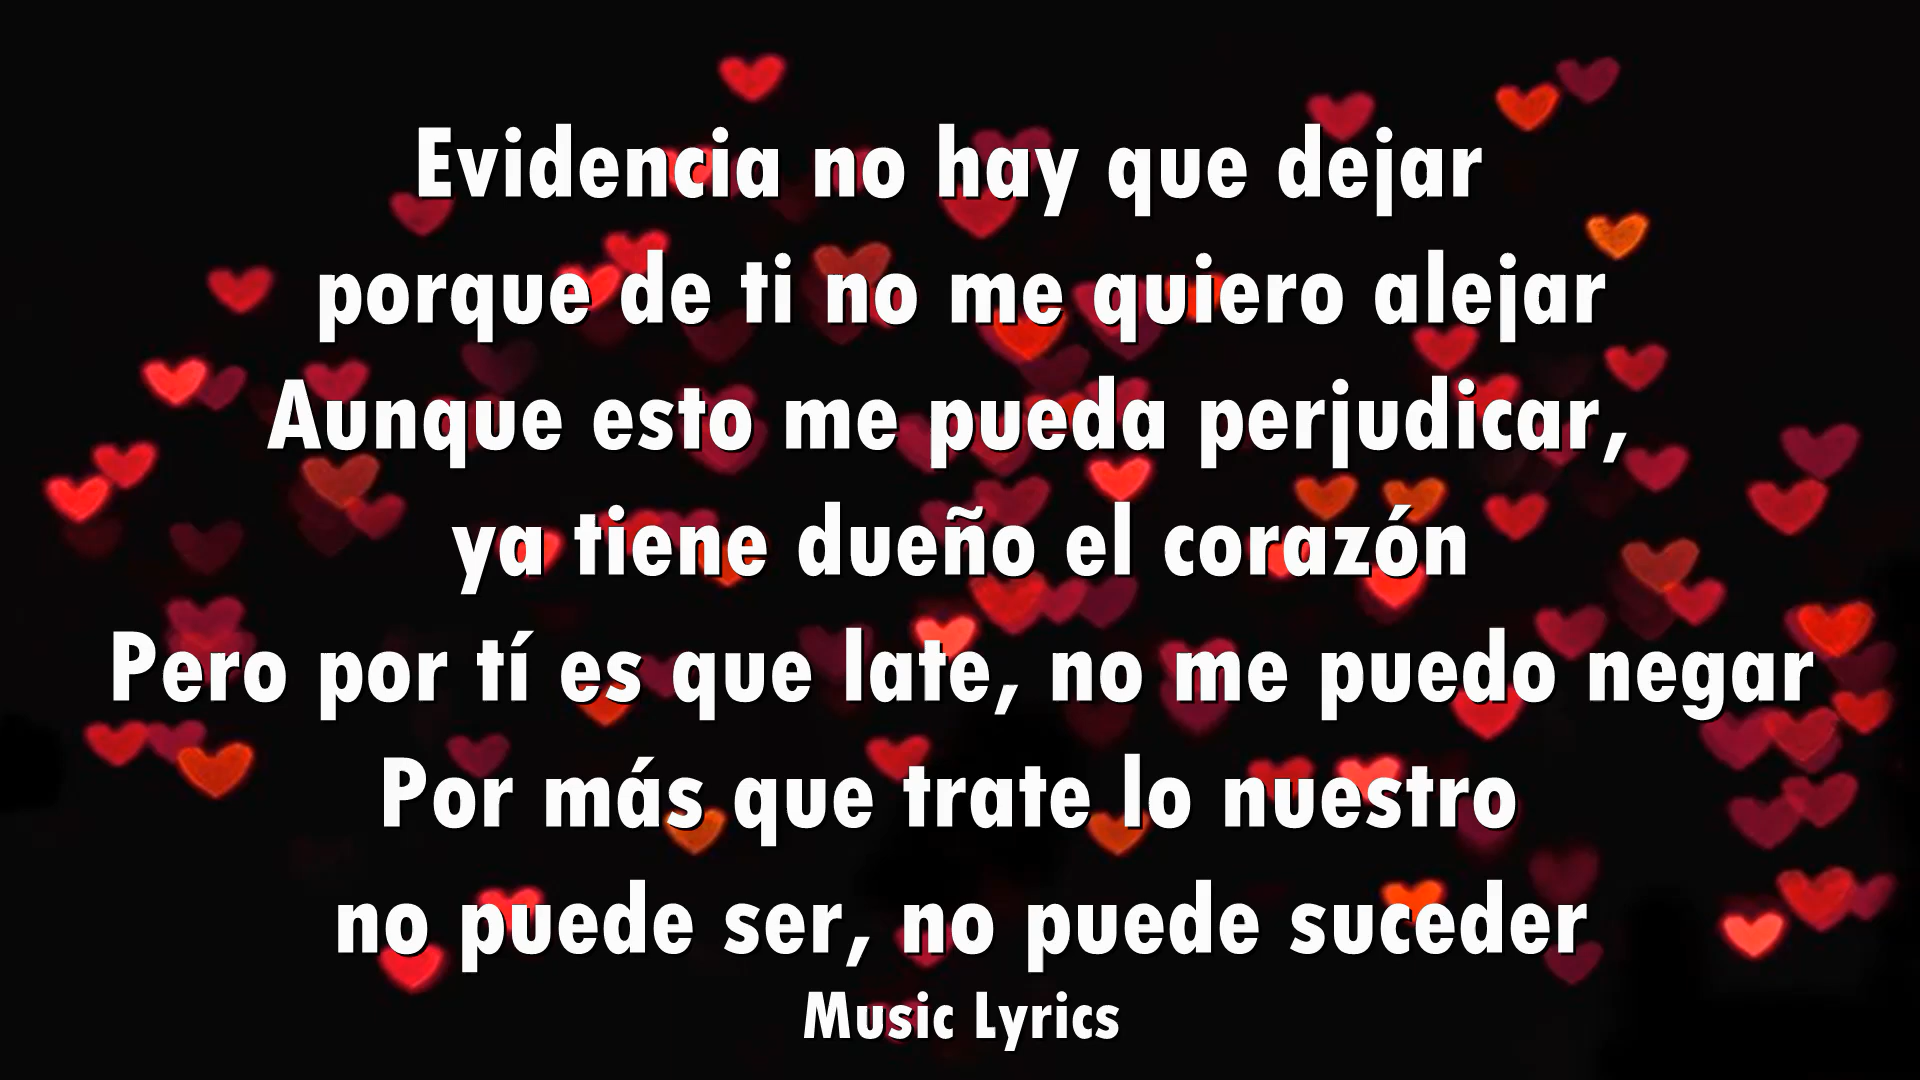 Evidencia no hay que dejar
porque de ti no me quiero alejar
Aunque esto me pueda perjudicar,
ya tiene dueño el corazón
Pero por tí es que late, no me puedo negar
Por más que trate lo nuestro
no puede ser, no puede suceder
Music Lyrics